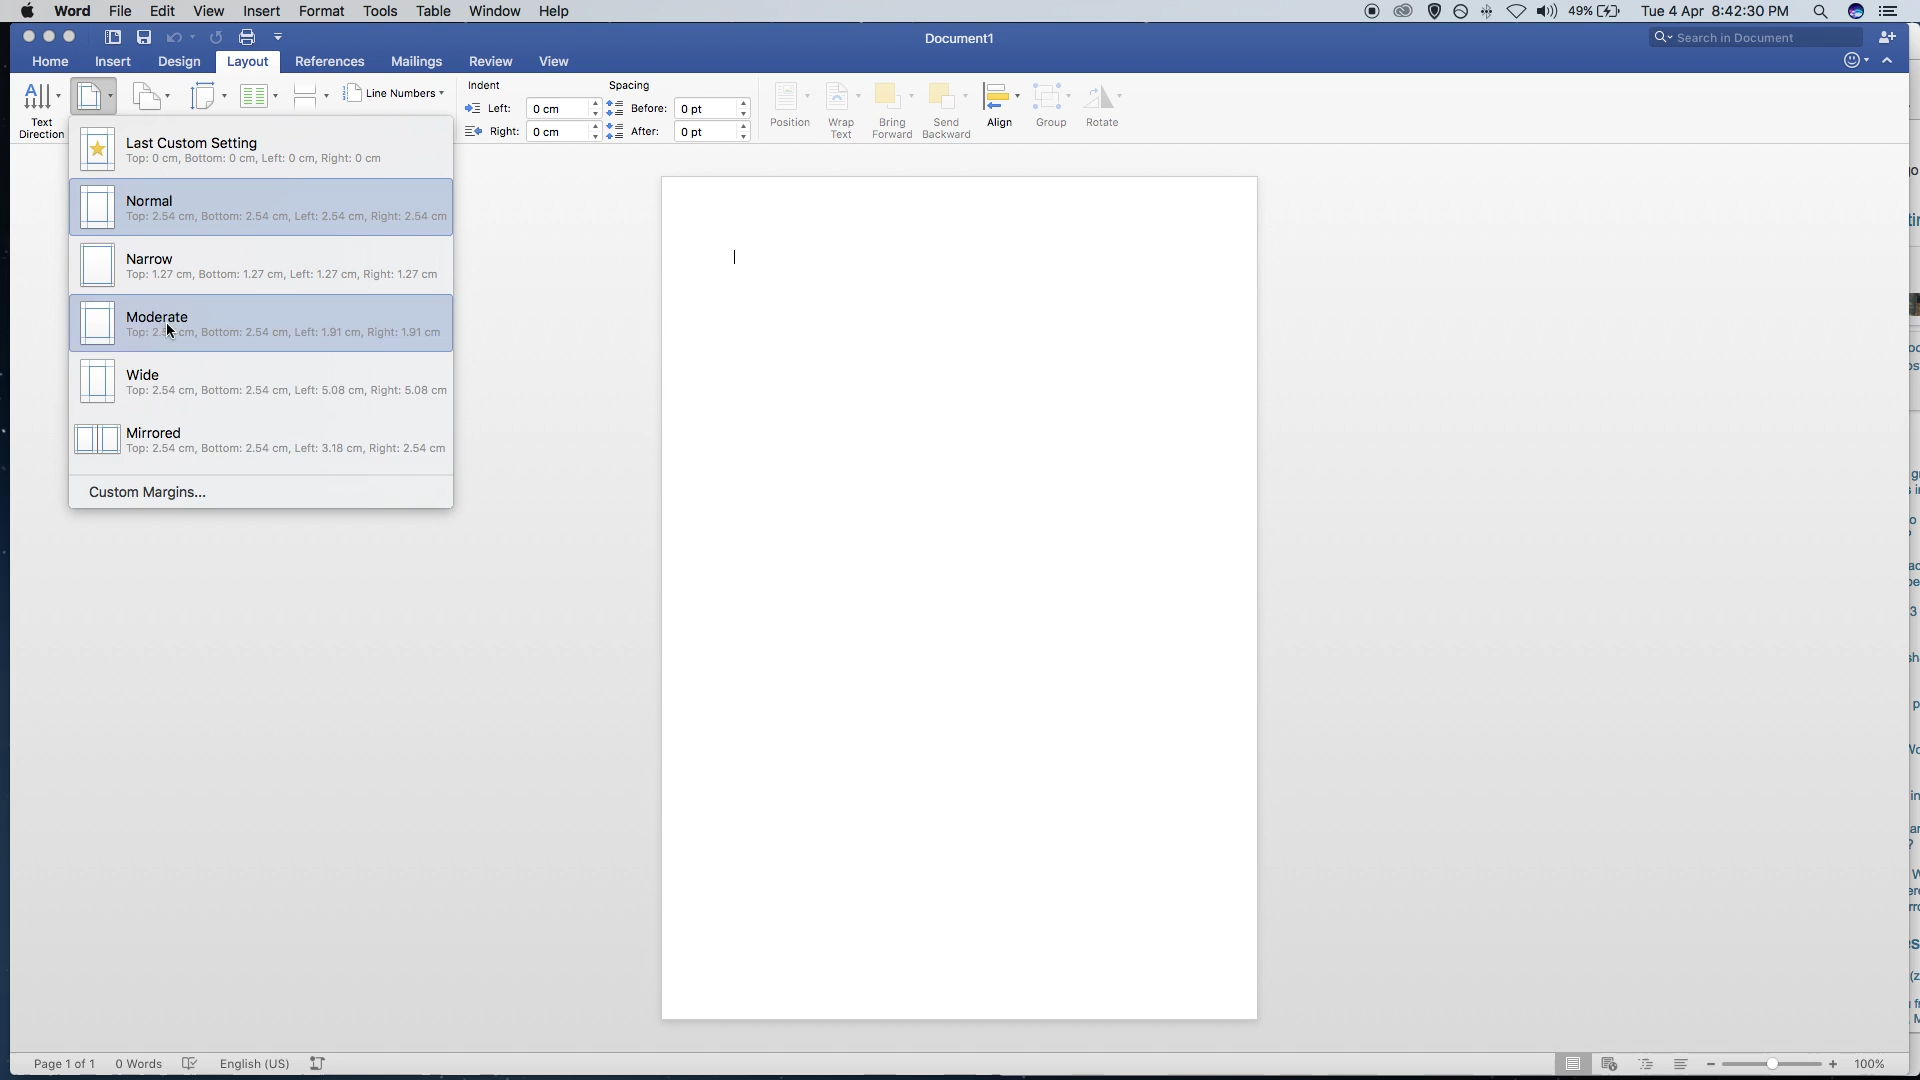 Word File Edit View Insert Format Tools Table Window Help 49% Tue 4 Apr 8:42:30 PM
Document1 Search in Document
Home Insert Design Layout References Mailings Review View
Line Numbers Indent Spacing
Left: 0 cm Before: 0 pt
Right: 0 cm After: 0 pt
Text Direction
Position
Wrap Text
Bring Forward
Send Backward
Align
Group
Rotate
Last Custom Setting
Top: 0 cm, Bottom: 0 cm, Left: 0 cm, Right: 0 cm
Normal
Top: 2.54 cm, Bottom: 2.54 cm, Left: 2.54 cm, Right: 2.54 cm
Narrow
Top: 1.27 cm, Bottom: 1.27 cm, Left: 1.27 cm, Right: 1.27 cm
Moderate
Top: cm, Bottom: 2.54 cm, Left: 1.91 cm, Right: 1.91 cm
Wide
Top: 2.54 cm, Bottom: 2.54 cm, Left: 5.08 cm, Right: 5.08 cm
Mirrored
Top: 2.54 cm, Bottom: 2.54 cm, Left: 3.18 cm, Right: 2.54 cm
Custom Margins...
Page 1 of 1 0 Words English (US) 100%